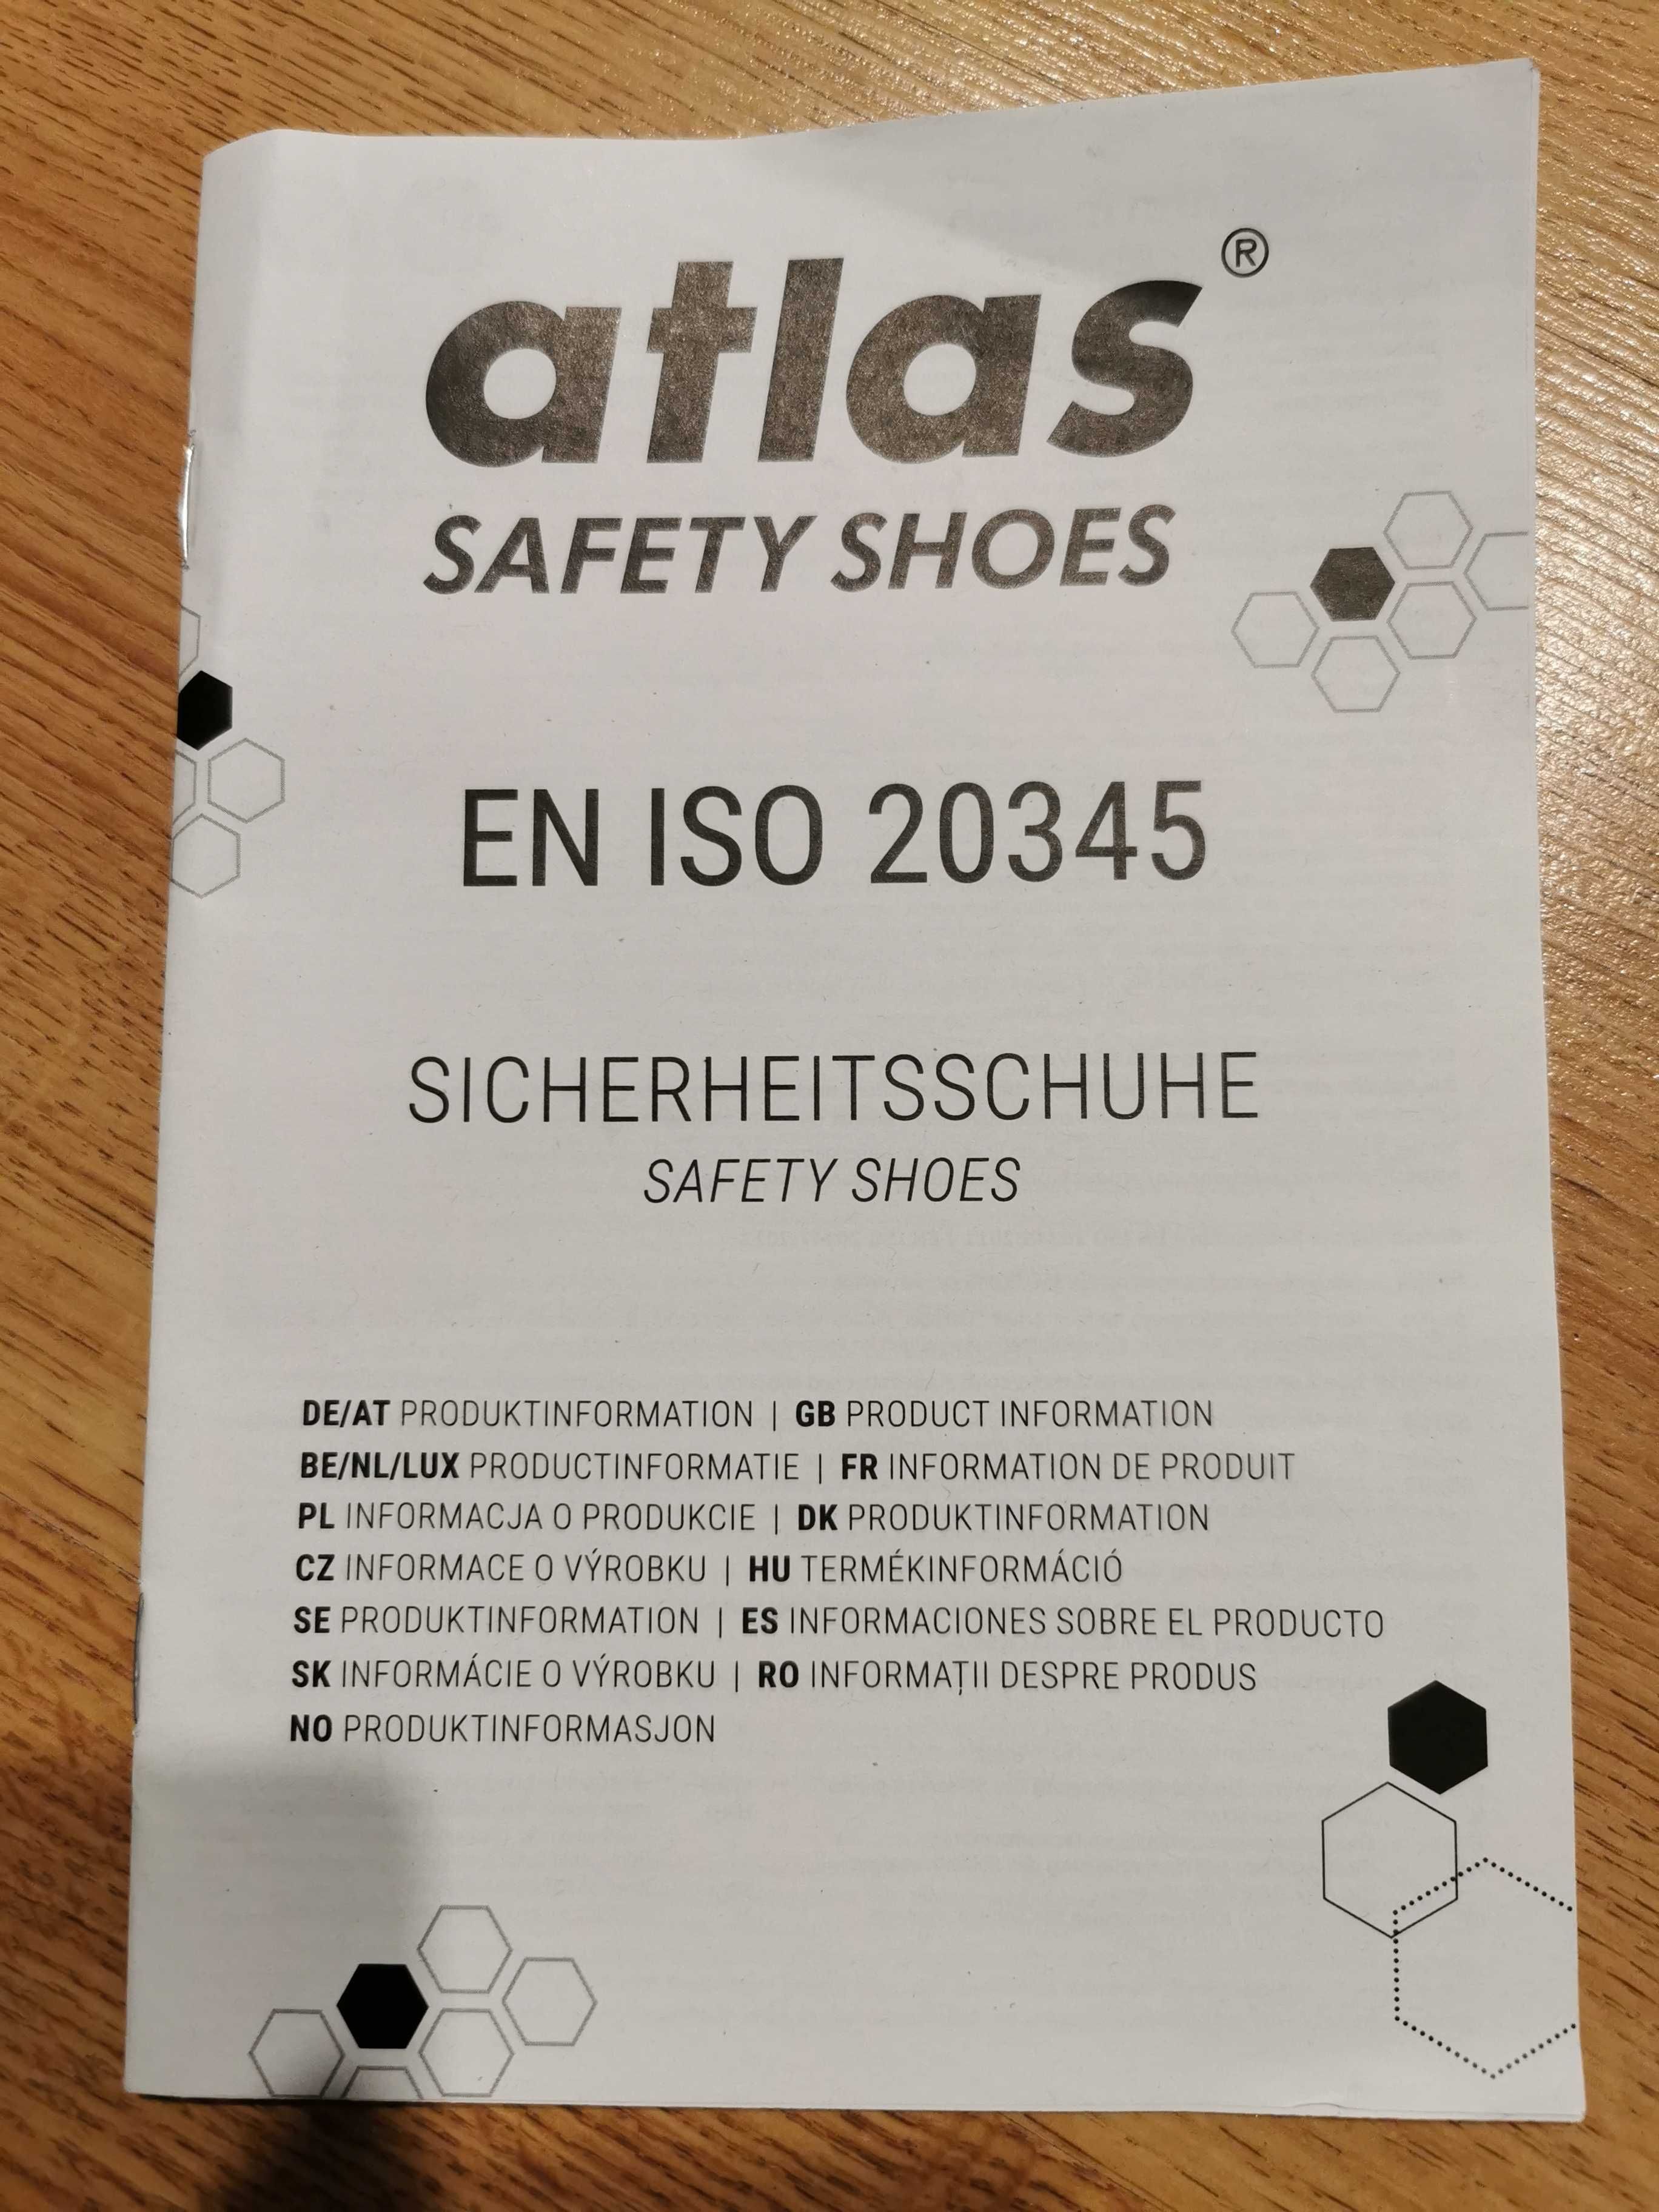 atlas®
SAFETY SHOES
EN ISO 20345
SICHERHEITSSCHUHE
SAFETY SHOES
DE/AT PRODUKTINFORMATION | GB PRODUCT INFORMATION
BE/NL/LUX PRODUCTINFORMATIE | FR INFORMATION DE PRODUIT
PL INFORMACJA O PRODUKCIE | DK PRODUKTINFORMATION
CZ INFORMACE O VÝROBKU | HU TERMÉKINFORMÁCIÓ
SE PRODUKTINFORMATION | ES INFORMACIONES SOBRE EL PRODUCTO
SK INFORMÁCIE O VÝROBKU | RO INFORMAȚII DESPRE PRODUS
NO PRODUKTINFORMASJON